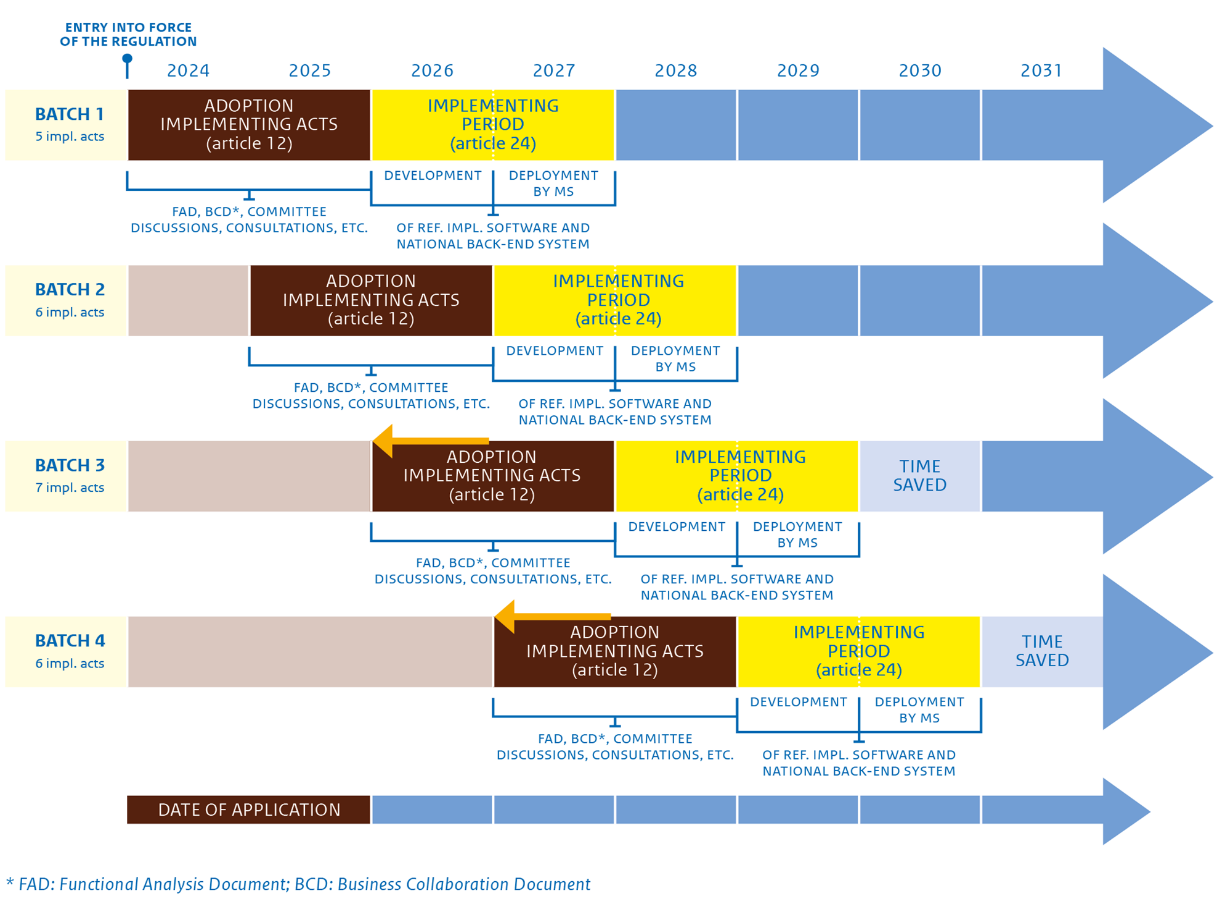 ENTRY INTO FORCE
OF THE REGULATION
2024 2025 2026 2027 2028 2029 2030 2031
BATCH 1
5 impl. acts
ADOPTION
IMPLEMENTING ACTS
(article 12)
IMPLEMENTING
PERIOD
(article 24)
FAD, BCD*, COMMITTEE
DISCUSSIONS, CONSULTATIONS, ETC.
DEVELOPMENT
DEPLOYMENT
BY MS
OF REF. IMPL. SOFTWARE AND
NATIONAL BACK-END SYSTEM
BATCH 2
6 impl. acts
ADOPTION
IMPLEMENTING ACTS
(article 12)
IMPLEMENTING
PERIOD
(article 24)
FAD, BCD*, COMMITTEE
DISCUSSIONS, CONSULTATIONS, ETC.
DEVELOPMENT
DEPLOYMENT
BY MS
OF REF. IMPL. SOFTWARE AND
NATIONAL BACK-END SYSTEM
BATCH 3
7 impl. acts
ADOPTION
IMPLEMENTING ACTS
(article 12)
IMPLEMENTING
PERIOD
(article 24)
TIME
SAVED
FAD, BCD*, COMMITTEE
DISCUSSIONS, CONSULTATIONS, ETC.
DEVELOPMENT
DEPLOYMENT
BY MS
OF REF. IMPL. SOFTWARE AND
NATIONAL BACK-END SYSTEM
BATCH 4
6 impl. acts
ADOPTION
IMPLEMENTING ACTS
(article 12)
IMPLEMENTING
PERIOD
(article 24)
TIME
SAVED
FAD, BCD*, COMMITTEE
DISCUSSIONS, CONSULTATIONS, ETC.
DEVELOPMENT
DEPLOYMENT
BY MS
OF REF. IMPL. SOFTWARE AND
NATIONAL BACK-END SYSTEM
DATE OF APPLICATION
* FAD: Functional Analysis Document; BCD: Business Collaboration Document